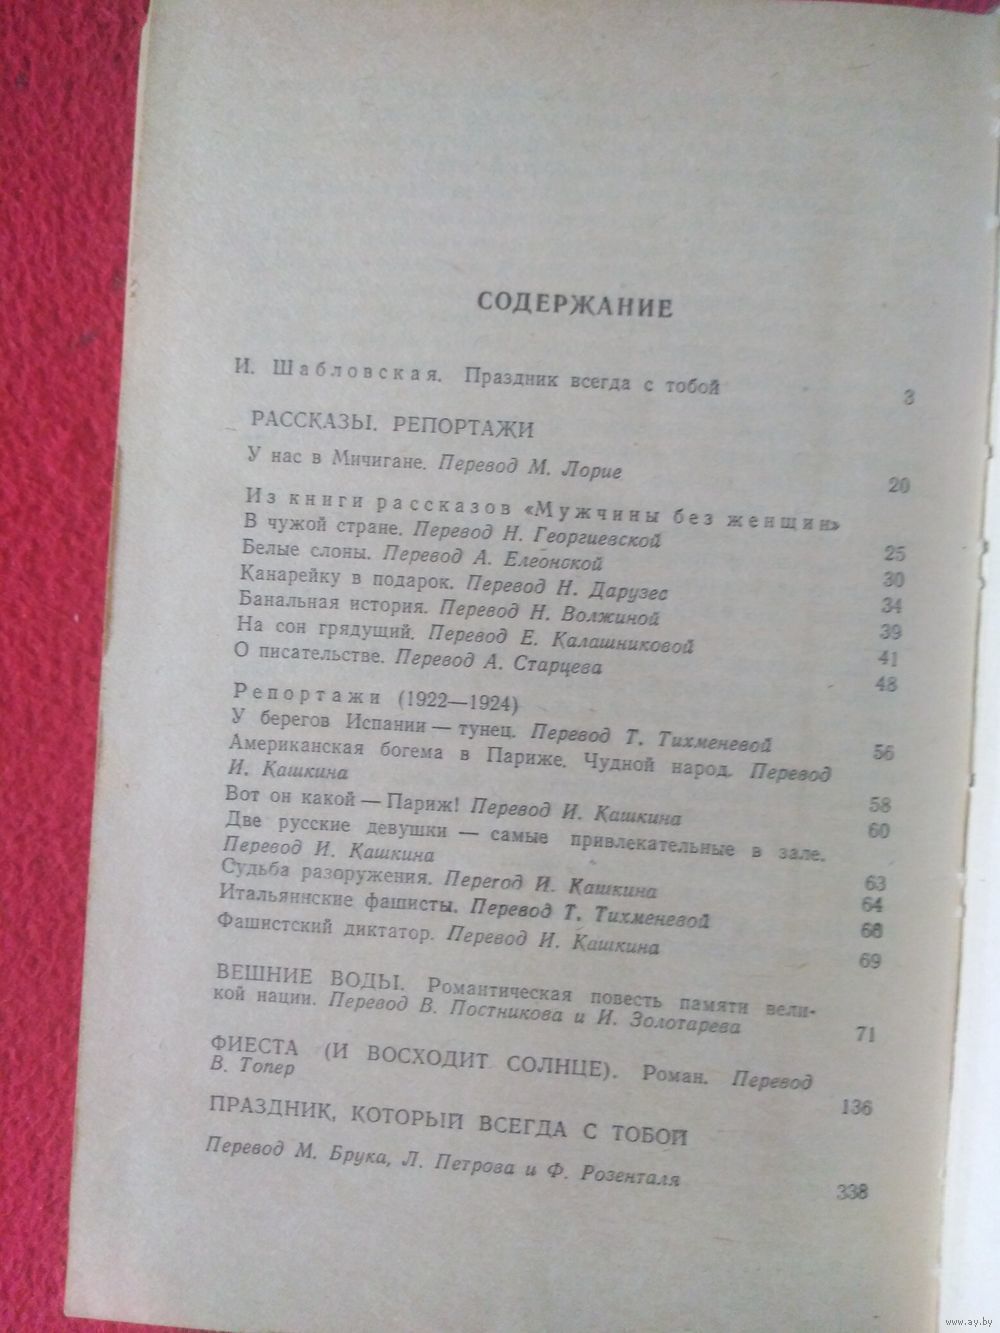 СОДЕРЖАНИЕ
И. Шабловская. Праздник всегда с тобой 3
РАССКАЗЫ. РЕПОРТАЖИ
У нас в Мичигане. Перевод М. Лорие 20
Из книги рассказов «Мужчины без женщин»
В чужой стране. Перевод Н. Георгиевской 25
Белые слоны. Перевод А. Елеонской 30
Канарейку в подарок. Перевод Н. Дарузес 34
Банальная история. Перевод Н. Волжиной 39
На сон грядущий. Перевод Е. Калашниковой 41
О писательстве. Перевод А. Старцева 48
Репортажи (1922—1924)
У берегов Испании — тунец. Перевод Т. Тихменевой 56
Американская богема в Париже. Чудной народ. Перевод
И. Кашкина 58
Вот он какой — Париж! Перевод И. Кашкина 60
Две русские девушки — самые привлекательные в зале.
Перевод И. Кашкина 63
Судьба разоружения. Перегод И. Кашкина 64
Итальяннские фашисты. Перевод Т. Тихменевой 68
Фашистский диктатор. Перевод И. Кашкина 69
ВЕШНИЕ ВОДЫ. Романтическая повесть памяти вели-
кой нации. Перевод В. Постникова и И. Золотарева 71
ФИЕСТА (И ВОСХОДИТ СОЛНЦЕ). Роман. Перевод
В. Топер 136
ПРАЗДНИК, КОТОРЫЙ ВСЕГДА С ТОБОЙ
Перевод М. Брука, Л. Петрова и Ф. Розенталя 338
www.ay.by